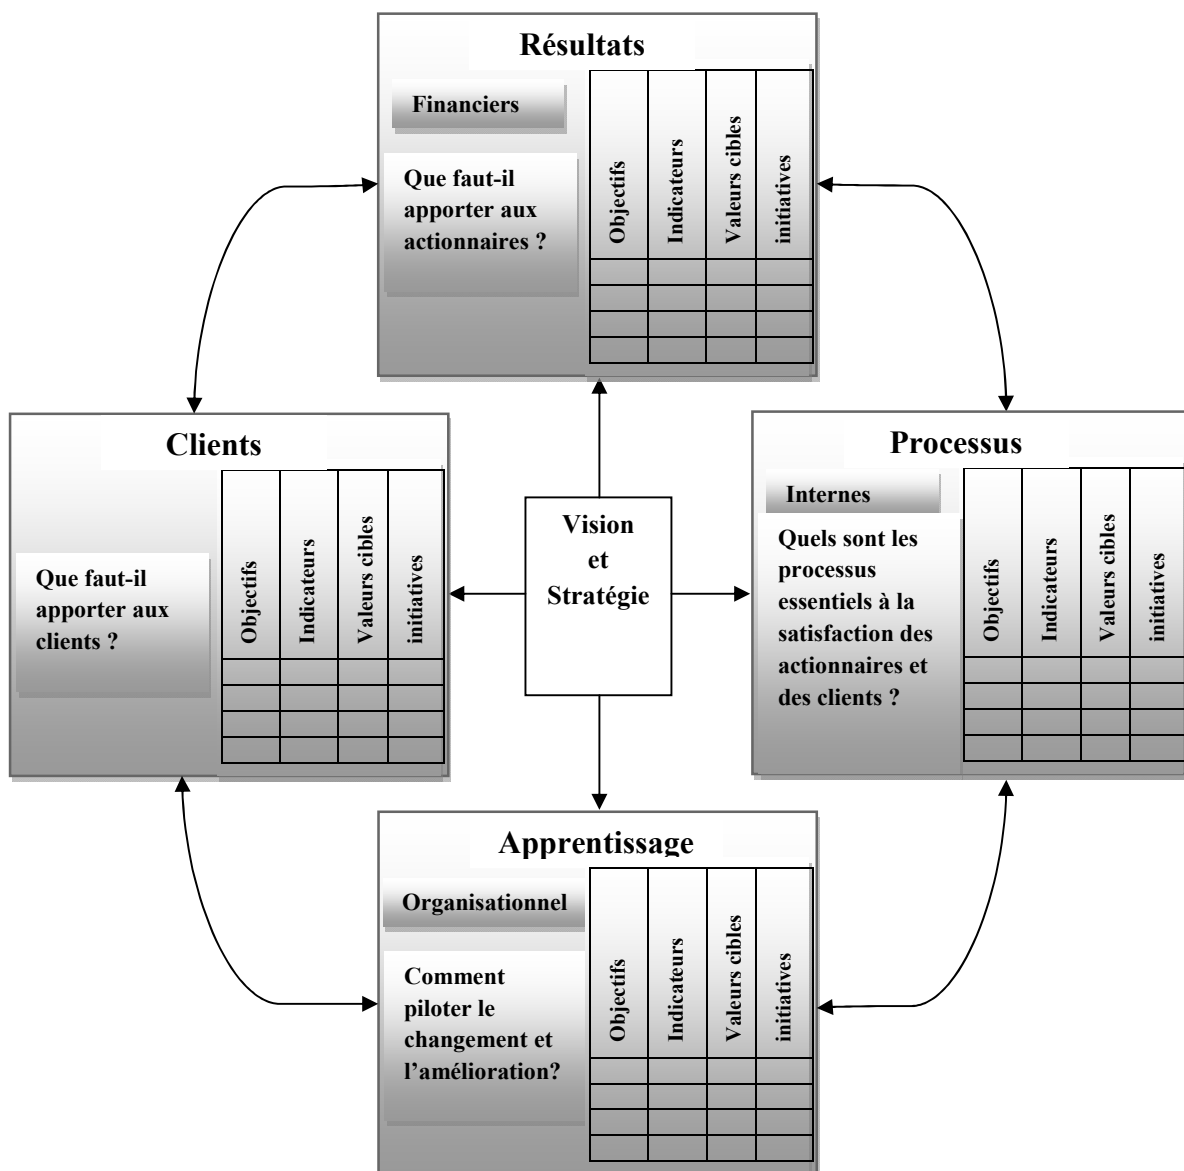 Résultats
Financiers
Que faut-il
apporter aux
actionnaires ?
Objectifs
Indicateurs
Valeurs cibles
initiatives
Clients
Que faut-il
apporter aux
clients ?
Objectifs
Indicateurs
Valeurs cibles
initiatives
Vision
et
Stratégie
Processus
Internes
Quels sont les
processus
essentiels à la
satisfaction des
actionnaires et
des clients ?
Objectifs
Indicateurs
Valeurs cibles
initiatives
Apprentissage
Organisationnel
Comment
piloter le
changement et
l’amélioration?
Objectifs
Indicateurs
Valeurs cibles
initiatives